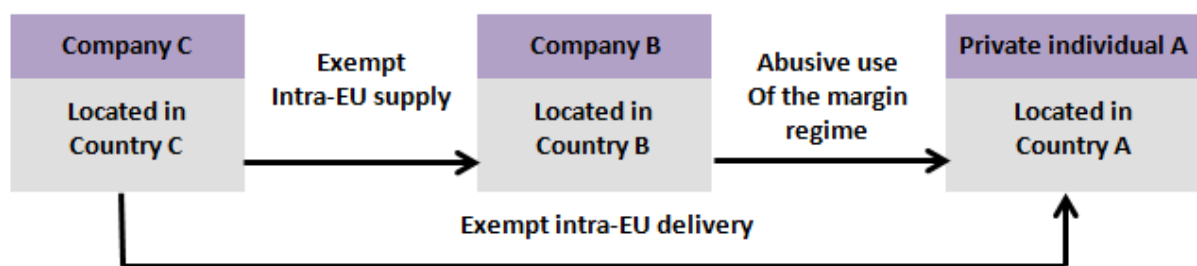 Company C
Located in
Country C
Exempt
Intra-EU supply
Company B
Located in
Country B
Abusive use
Of the margin
regime
Private individual A
Located in
Country A
Exempt intra-EU delivery